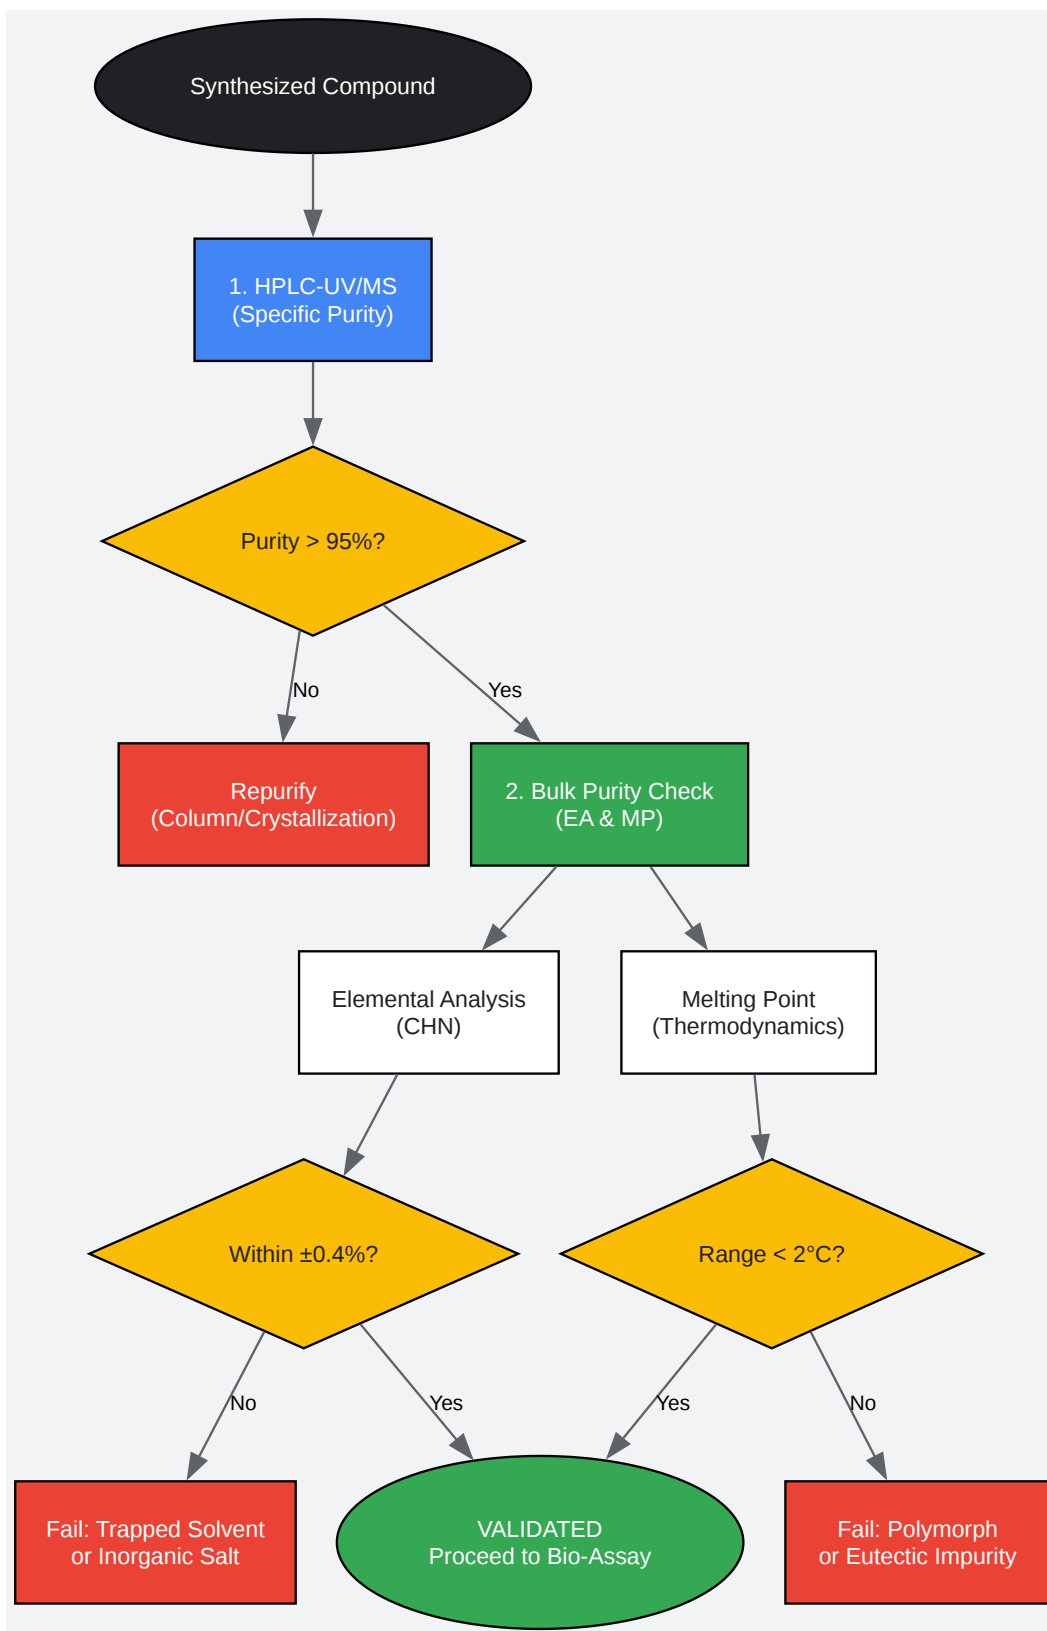 Synthesized Compound
1. HPLC-UV/MS
(Specific Purity)
Purity > 95%?
No
Yes
Repurify
(Column/Crystallization)
2. Bulk Purity Check
(EA & MP)
Elemental Analysis
(CHN)
Melting Point
(Thermodynamics)
Within ±0.4%?
Range < 2°C?
No
Yes
Yes
No
Fail: Trapped Solvent
or Inorganic Salt
VALIDATED
Proceed to Bio-Assay
Fail: Polymorph
or Eutectic Impurity